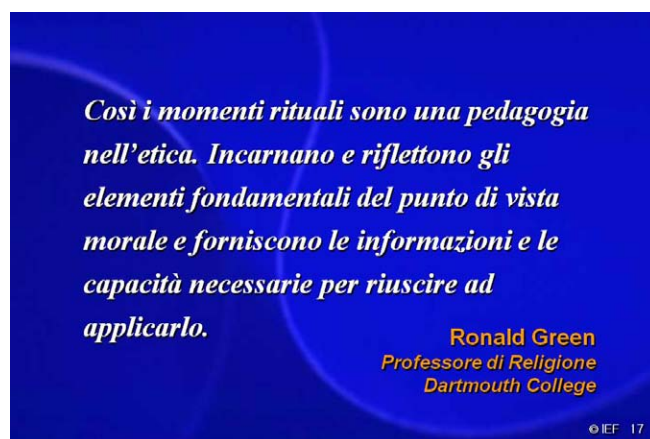 Così i momenti rituali sono una pedagogia
nell'etica. Incarnano e riflettono gli
elementi fondamentali del punto di vista
morale e forniscono le informazioni e le
capacità necessarie per riuscire ad
applicarlo.
Ronald Green
Professore di Religione
Dartmouth College
© IEF 17